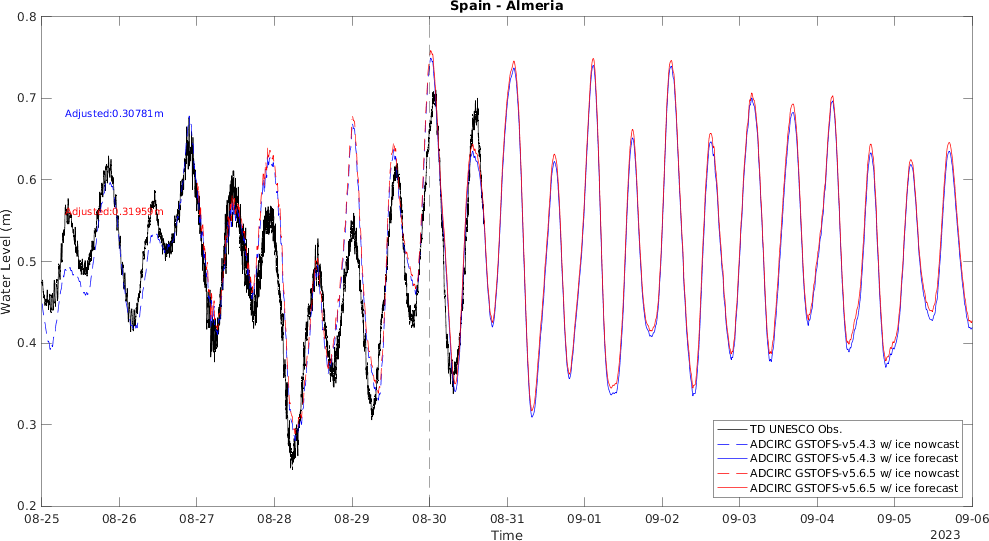 Spain - Almeria
0.8
0.7
0.6
0.5
0.4
0.3
0.2
Water Level (m)
Adjusted:0.30781m
Adjusted:0.31959m
TD UNESCO Obs.
ADCIRC GSTOFS-v5.4.3 w/ ice nowcast
ADCIRC GSTOFS-v5.4.3 w/ ice forecast
ADCIRC GSTOFS-v5.6.5 w/ ice nowcast
ADCIRC GSTOFS-v5.6.5 w/ ice forecast
08-25 08-26 08-27 08-28 08-29 08-30 08-31 09-01 09-02 09-03 09-04 09-05 09-06
Time
2023